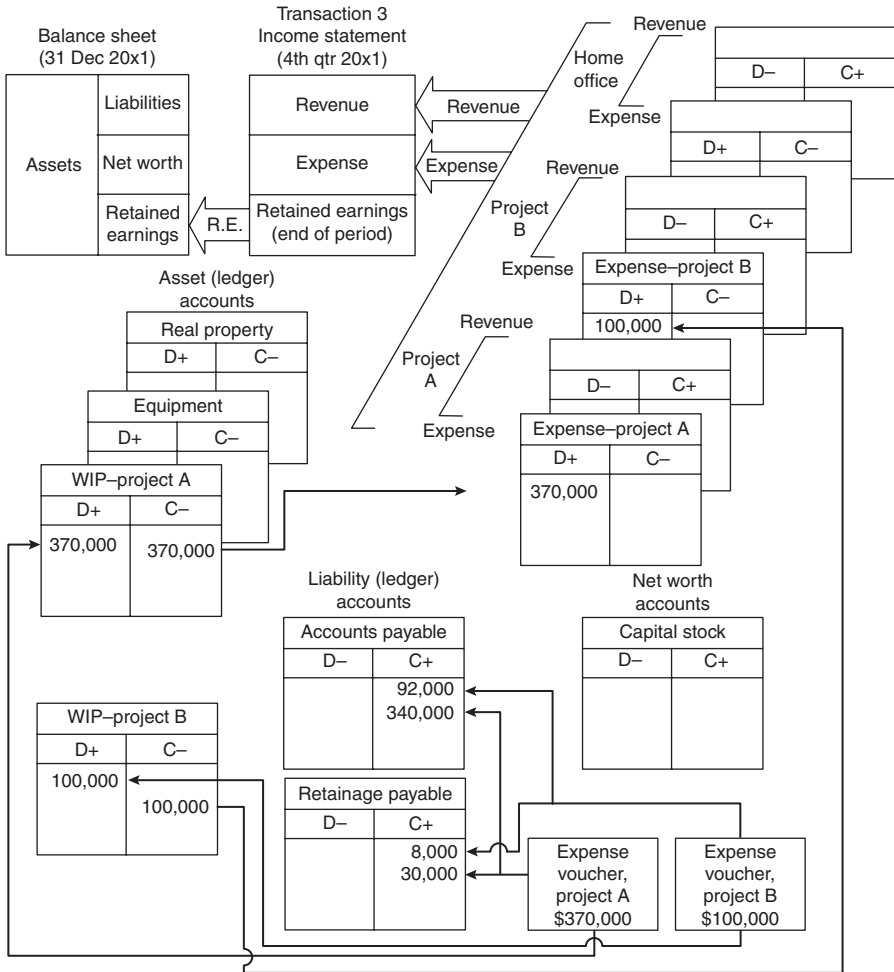 Transaction 3
Balance sheet
(31 Dec 20x1)
Income statement
(4th qtr 20x1)
Assets
Liabilities
Net worth
Retained
earnings
R.E.
Revenue
Expense
Retained earnings
(end of period)
Revenue
Expense
Home
office
Revenue
Expense
Project
B
Revenue
Expense
Project
A
Revenue
Expense
D– C+
D+ C–
D– C+
Expense–project B
D+ C–
100,000
D– C+
Expense–project A
D+ C–
370,000
Asset (ledger)
accounts
Real property
D+ C–
Equipment
D+ C–
WIP–project A
D+ C–
370,000 370,000
Liability (ledger)
accounts
Accounts payable
D– C+
92,000
340,000
Net worth
accounts
Capital stock
D– C+
WIP–project B
D+ C–
100,000
100,000
Retainage payable
D– C+
8,000
30,000
Expense
voucher,
project A
$370,000
Expense
voucher,
project B
$100,000